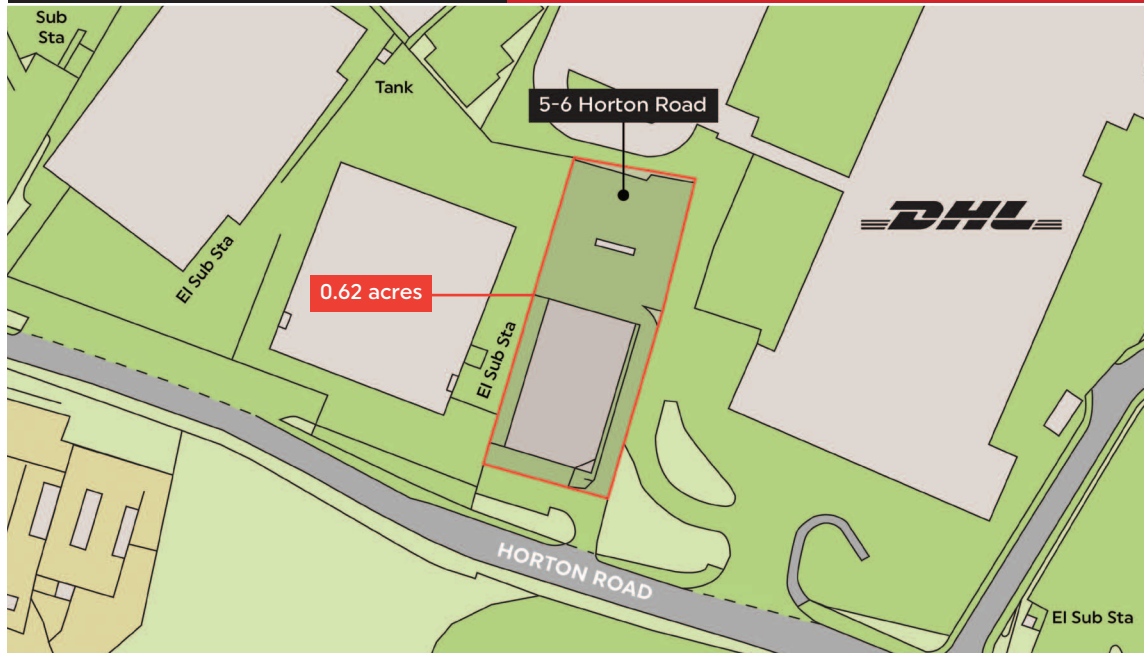 Sub
Sta
Tank
5-6 Horton Road
DHL
El Sub Sta
0.62 acres
El Sub Sta
HORTON ROAD
El Sub Sta